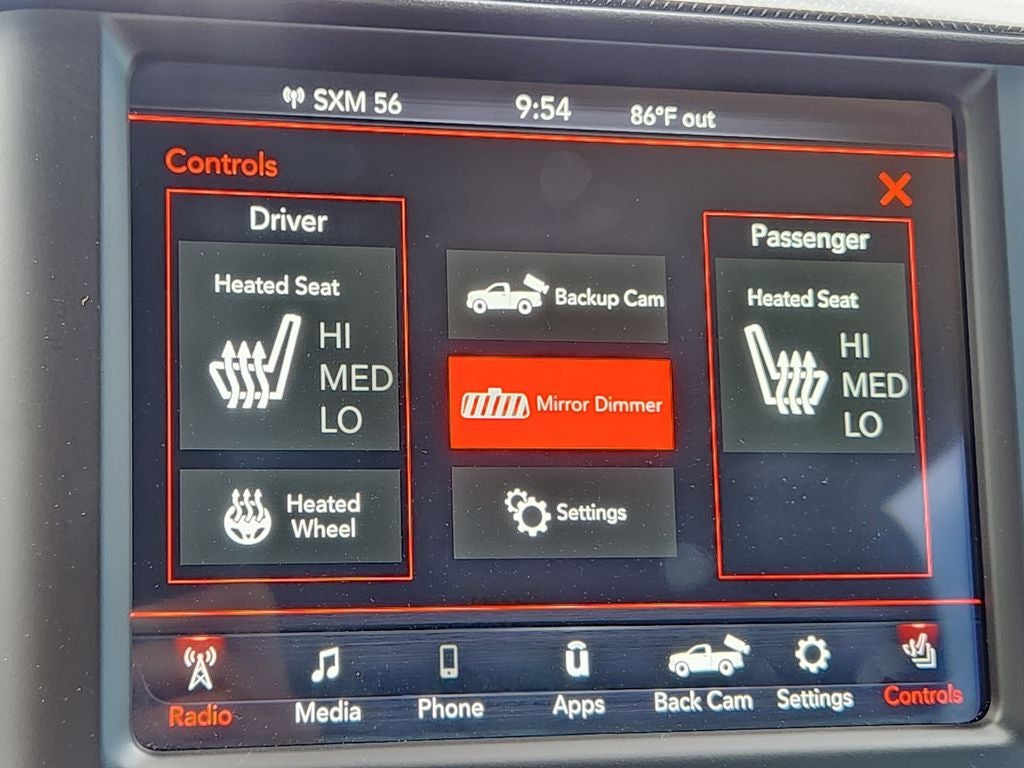 SXM 56
9:54
86°F out
Controls
X
Driver
Heated Seat
HI
MED
LO
Heated
Wheel
Backup Cam
Mirror Dimmer
Settings
Passenger
Heated Seat
HI
MED
LO
Radio
Media
Phone
Apps
Back Cam
Settings
Controls